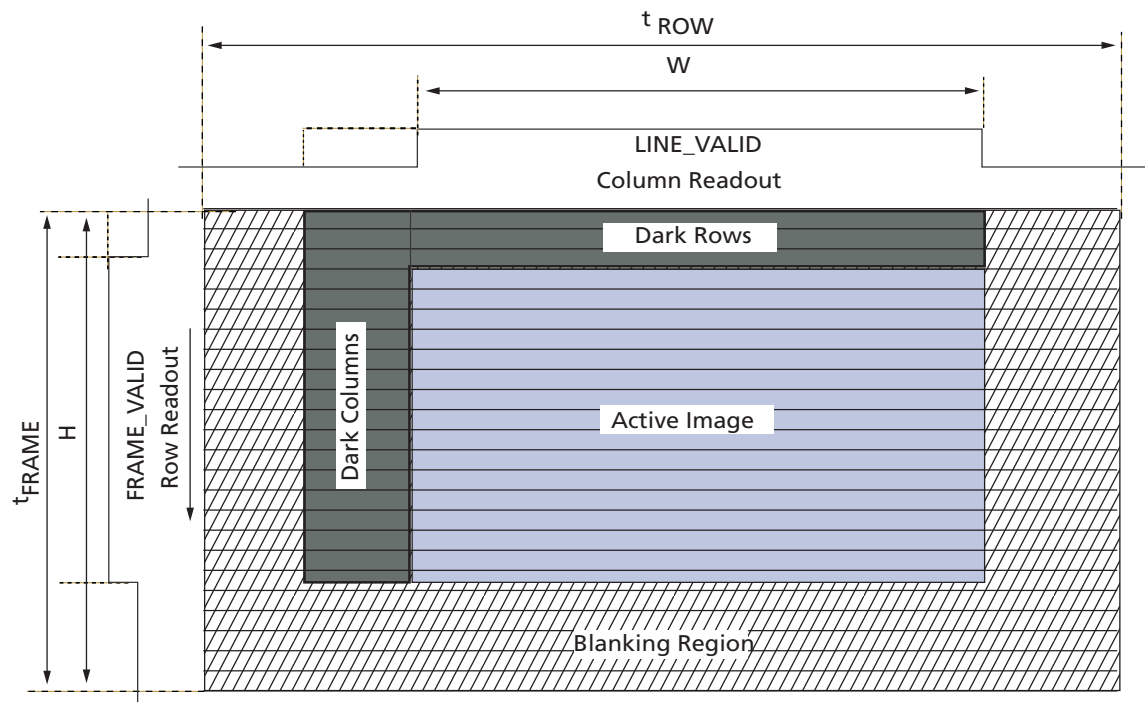 t ROW
W
LINE_VALID
Column Readout
Dark Rows
Dark Columns
Active Image
Blanking Region
tFRAME
H
FRAME_VALID
Row Readout